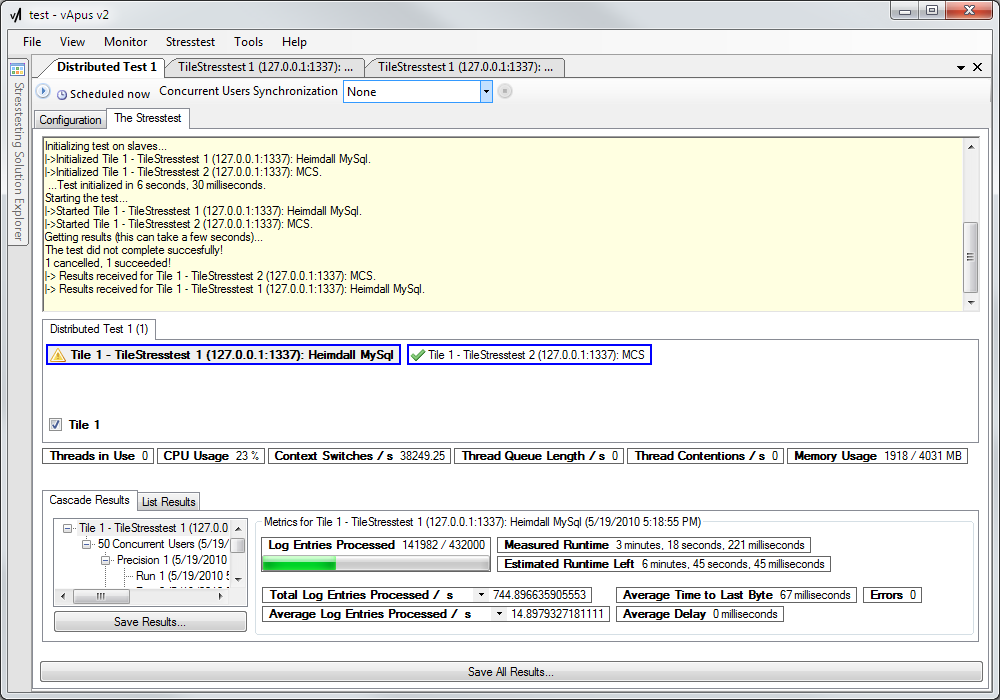 test - vApus v2
File View Monitor Stresstest Tools Help
Distributed Test 1 TileStresstest 1 (127.0.0.1:1337): ... TileStresstest 1 (127.0.0.1:1337): ...
Stresstesting Solution Explorer
Scheduled now Concurrent Users Synchronization None
Configuration The Stresstest
Initializing test on slaves...
|->Initialized Tile 1 - TileStresstest 1 (127.0.0.1:1337): Heimdall MySql.
|->Initialized Tile 1 - TileStresstest 2 (127.0.0.1:1337): MCS.
...Test initialized in 6 seconds, 30 milliseconds.
Starting the test...
|->Started Tile 1 - TileStresstest 1 (127.0.0.1:1337): Heimdall MySql.
|->Started Tile 1 - TileStresstest 2 (127.0.0.1:1337): MCS.
Getting results (this can take a few seconds)...
The test did not complete succesfully!
1 cancelled, 1 succeeded!
|-> Results received for Tile 1 - TileStresstest 2 (127.0.0.1:1337): MCS.
|-> Results received for Tile 1 - TileStresstest 1 (127.0.0.1:1337): Heimdall MySql.
Distributed Test 1 (1)
Tile 1 - TileStresstest 1 (127.0.0.1:1337): Heimdall MySql Tile 1 - TileStresstest 2 (127.0.0.1:1337): MCS
Tile 1
Threads in Use 0 CPU Usage 23 % Context Switches / s 38249.25 Thread Queue Length / s 0 Thread Contentions / s 0 Memory Usage 1918 / 4031 MB
Cascade Results List Results
Tile 1 - TileStresstest 1 (127.0.0
50 Concurrent Users (5/19/
Precision 1 (5/19/2010
Run 1 (5/19/2010 5
Save Results...
Metrics for Tile 1 - TileStresstest 1 (127.0.0.1:1337): Heimdall MySql (5/19/2010 5:18:55 PM)
Log Entries Processed 141982 / 432000 Measured Runtime 3 minutes, 18 seconds, 221 milliseconds
Estimated Runtime Left 6 minutes, 45 seconds, 45 milliseconds
Total Log Entries Processed / s 744.896635905553 Average Time to Last Byte 67 milliseconds Errors 0
Average Log Entries Processed / s 14.8979327181111 Average Delay 0 milliseconds
Save All Results...